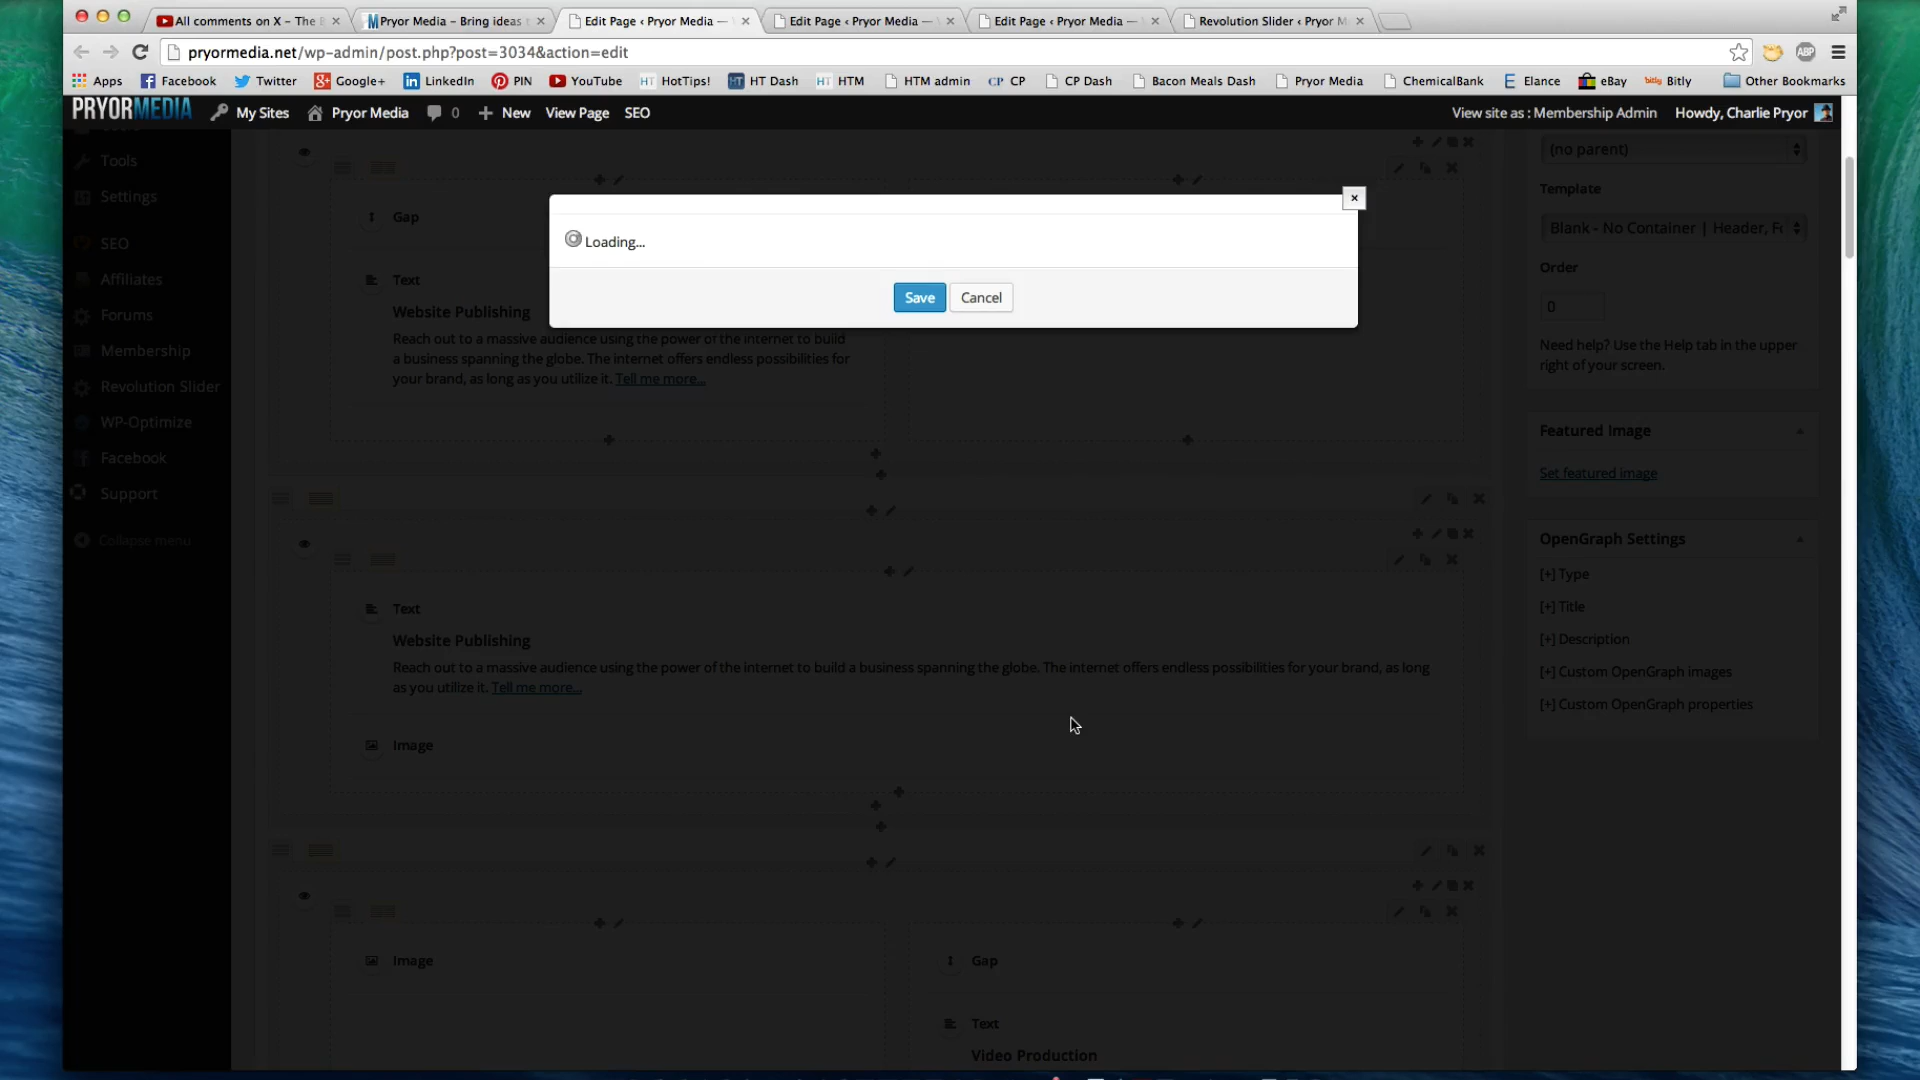 All comments on X – The B
Pryor Media – Bring ideas t
Edit Page ‹ Pryor Media —
Edit Page ‹ Pryor Media —
Edit Page ‹ Pryor Media —
Revolution Slider ‹ Pryor M
pryormedia.net/wp-admin/post.php?post=3034&action=edit
ABP
Apps
Facebook
Twitter
Google+
LinkedIn
PIN
YouTube
HT HotTips!
HT HT Dash
HT HTM
HTM admin
CP CP
CP Dash
Bacon Meals Dash
Pryor Media
ChemicalBank
Elance
eBay
bitly Bitly
Other Bookmarks
PRYORMEDIA
My Sites
Pryor Media
0
New
View Page
SEO
View site as : Membership Admin
Howdy, Charlie Pryor
Tools
Settings
SEO
Affiliates
Forums
Membership
Revolution Slider
WP-Optimize
Facebook
Support
Collapse menu
Loading...
Save
Cancel
Gap
Text
Website Publishing
Reach out to a massive audience using the power of the internet to build
a business spanning the globe. The internet offers endless possibilities for
your brand, as long as you utilize it. Tell me more...
Text
Website Publishing
Reach out to a massive audience using the power of the internet to build a business spanning the globe. The internet offers endless possibilities for your brand, as long
as you utilize it. Tell me more...
Image
Image
Gap
Text
Video Production
(no parent)
Template
Blank - No Container | Header, Fo
Order
0
Need help? Use the Help tab in the upper
right of your screen.
Featured Image
Set featured image
OpenGraph Settings
[+] Type
[+] Title
[+] Description
[+] Custom OpenGraph images
[+] Custom OpenGraph properties